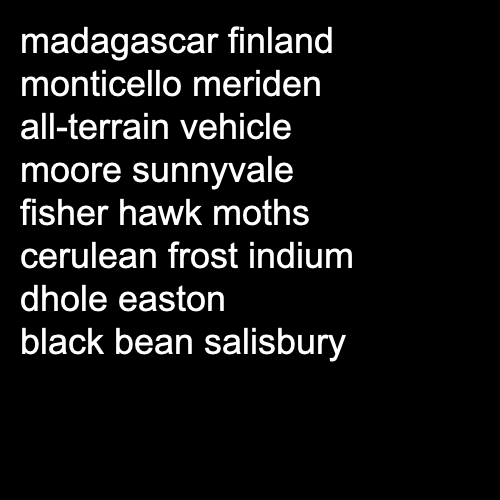 madagascar finland
monticello meriden
all-terrain vehicle
moore sunnyvale
fisher hawk moths
cerulean frost indium
dhole easton
black bean salisbury